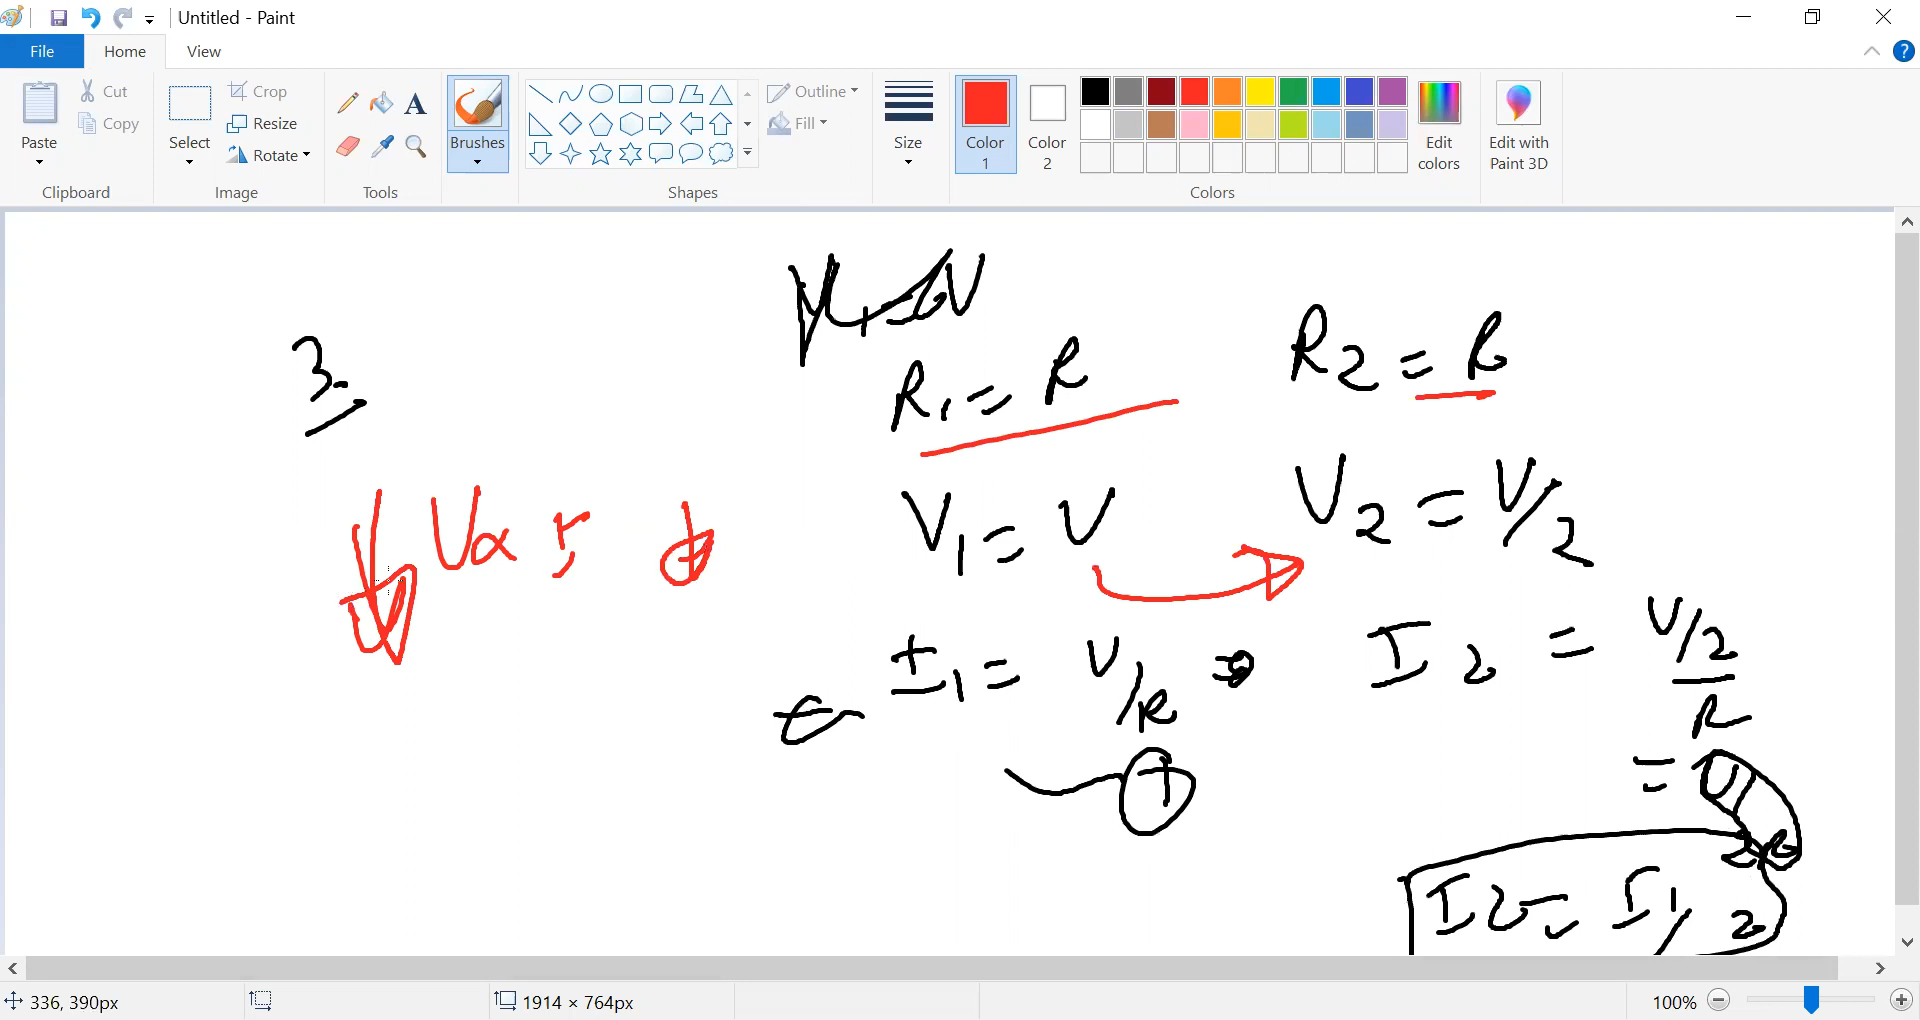 Untitled - Paint
File Home View
Paste
Cut
Copy
Clipboard
Select
Crop
Resize
Rotate
Image
Tools
Brushes
Shapes
Outline
Fill
Size
Color 1
Color 2
Colors
Edit colors
Edit with Paint 3D
3.
R1 = R
R2 = R
V1 = V
V2 = V/2
V α I
I1 = V/R ⇒
I2 = V/2
R
= V/2R
I2 = I1/2
336, 390px
1914 × 764px
100%